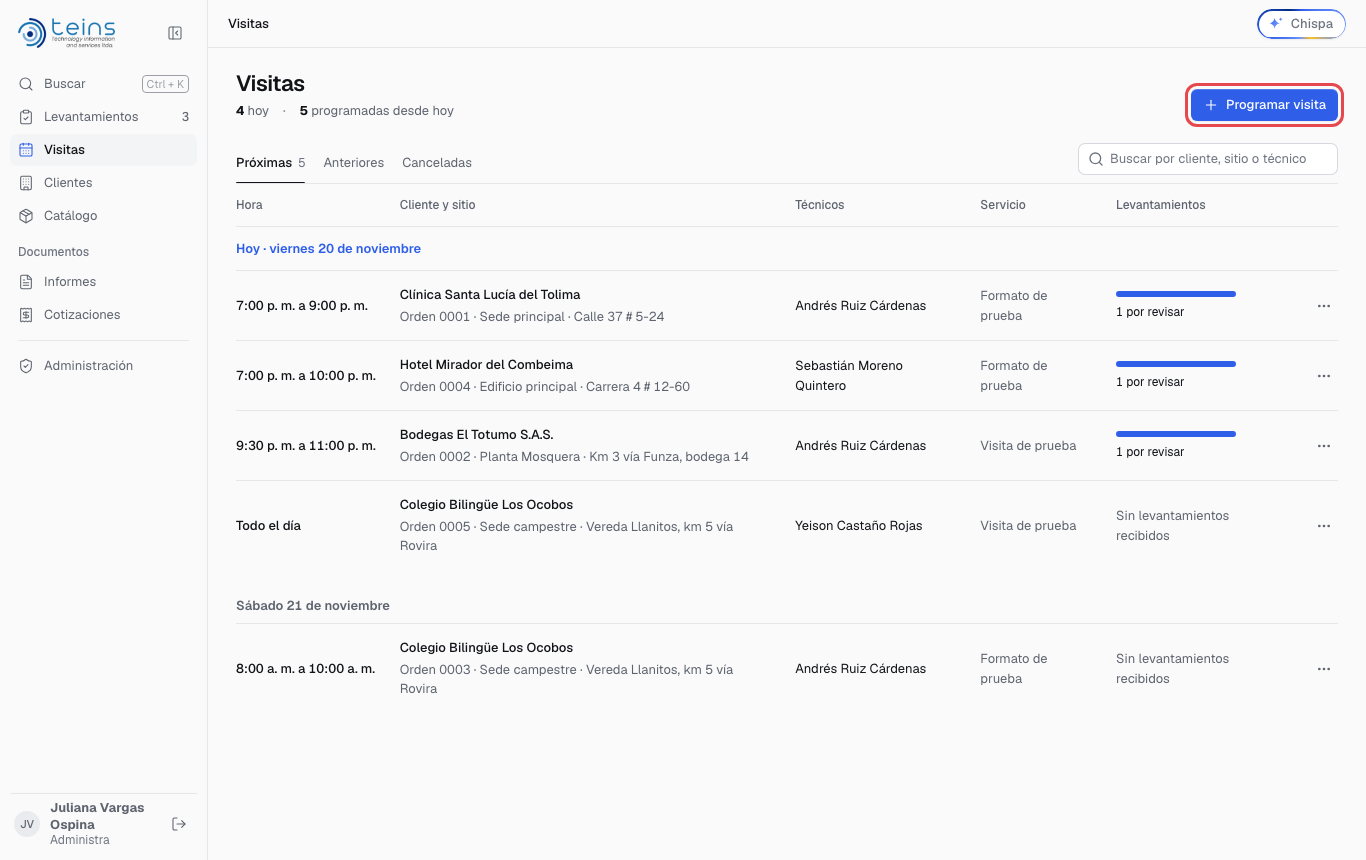 teins
Technology information
and services ltda.
Buscar
Ctrl + K
Levantamientos
3
Visitas
Clientes
Catálogo
Documentos
Informes
Cotizaciones
Administración
JV
Juliana Vargas
Ospina
Administra
Visitas
Chispa
Visitas
4 hoy · 5 programadas desde hoy
Programar visita
Próximas 5
Anteriores
Canceladas
Buscar por cliente, sitio o técnico
Hora
Cliente y sitio
Técnicos
Servicio
Levantamientos
Hoy · viernes 20 de noviembre
7:00 p. m. a 9:00 p. m.
Clínica Santa Lucía del Tolima
Orden 0001 · Sede principal · Calle 37 # 5-24
Andrés Ruiz Cárdenas
Formato de
prueba
1 por revisar
7:00 p. m. a 10:00 p. m.
Hotel Mirador del Combeima
Orden 0004 · Edificio principal · Carrera 4 # 12-60
Sebastián Moreno
Quintero
Formato de
prueba
1 por revisar
9:30 p. m. a 11:00 p. m.
Bodegas El Totumo S.A.S.
Orden 0002 · Planta Mosquera · Km 3 vía Funza, bodega 14
Andrés Ruiz Cárdenas
Visita de prueba
1 por revisar
Todo el día
Colegio Bilingüe Los Ocobos
Orden 0005 · Sede campestre · Vereda Llanitos, km 5 vía
Rovira
Yeison Castaño Rojas
Visita de prueba
Sin levantamientos
recibidos
Sábado 21 de noviembre
8:00 a. m. a 10:00 a. m.
Colegio Bilingüe Los Ocobos
Orden 0003 · Sede campestre · Vereda Llanitos, km 5 vía
Rovira
Andrés Ruiz Cárdenas
Formato de
prueba
Sin levantamientos
recibidos